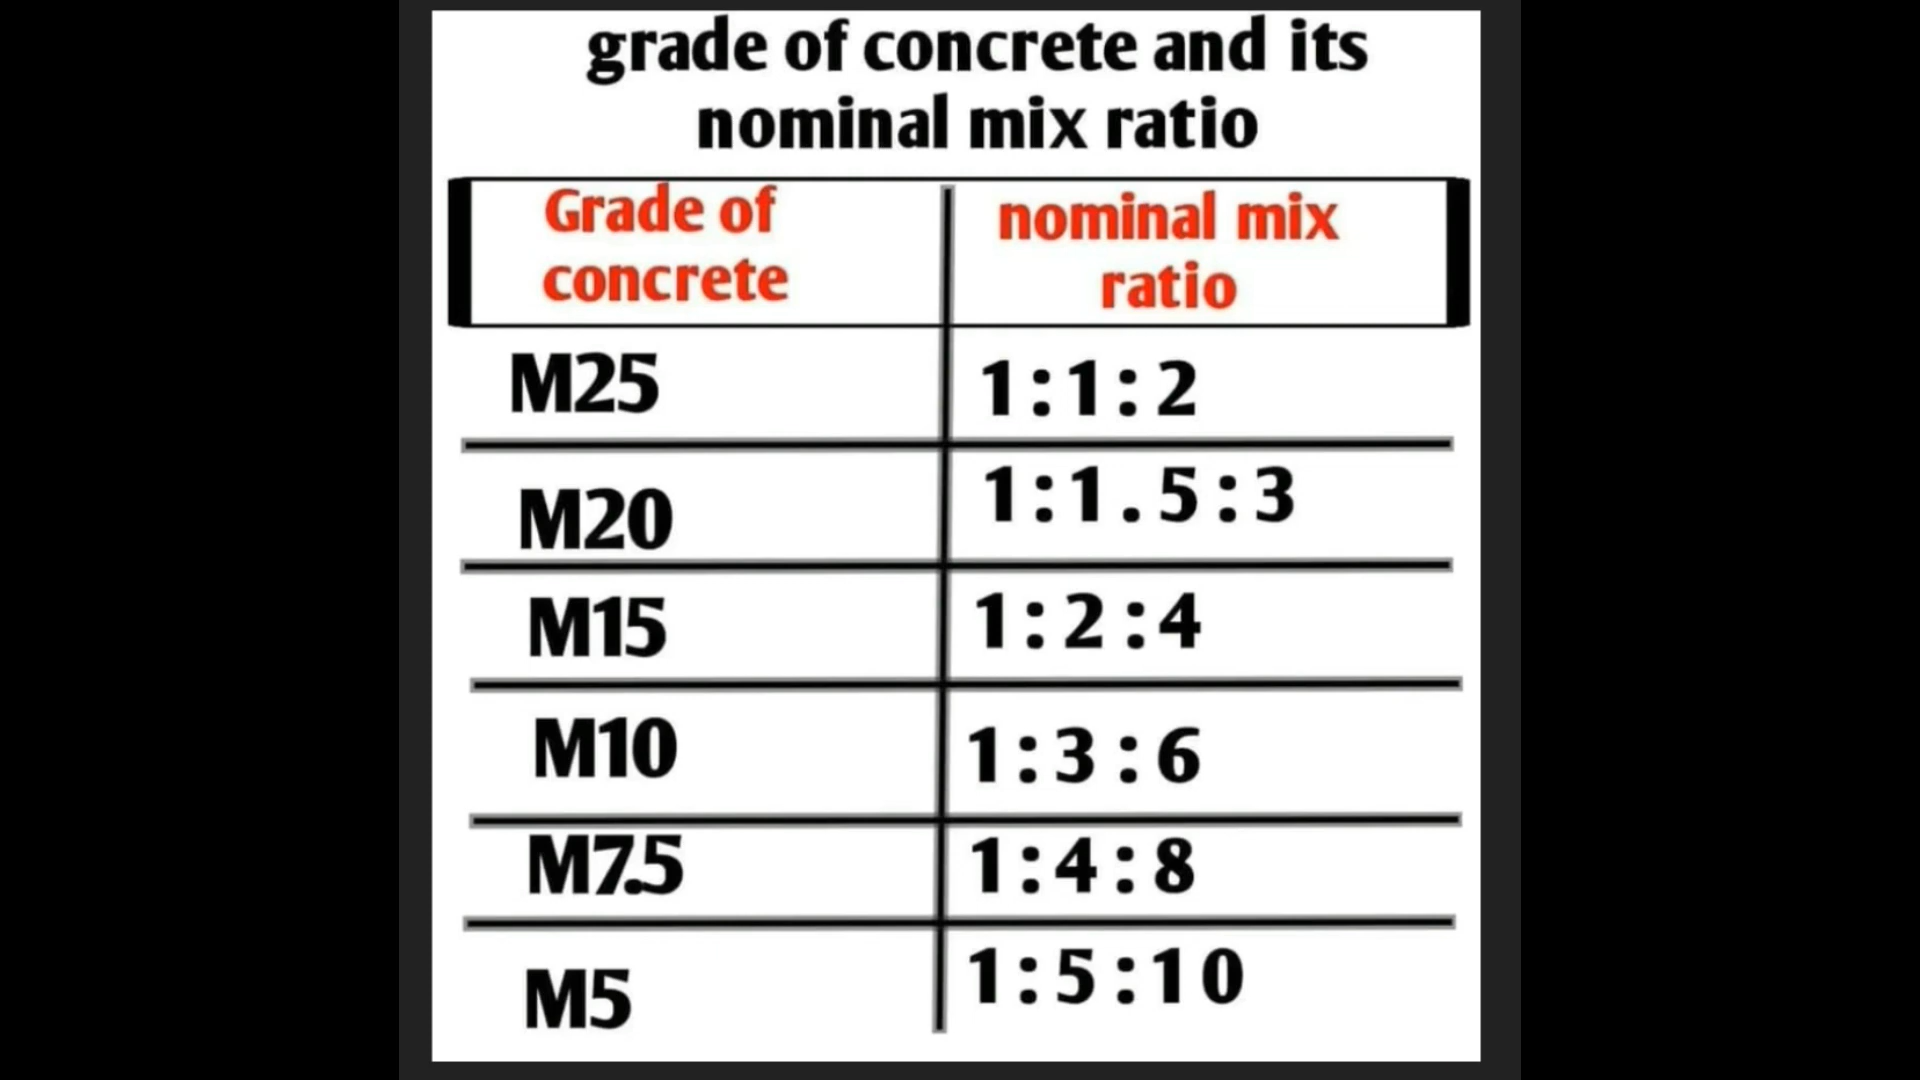 grade of concrete and its
nominal mix ratio
Grade of
concrete
nominal mix
ratio
M25
1:1:2
M20
1:1.5:3
M15
1:2:4
M10
1:3:6
M7.5
1:4:8
M5
1:5:10